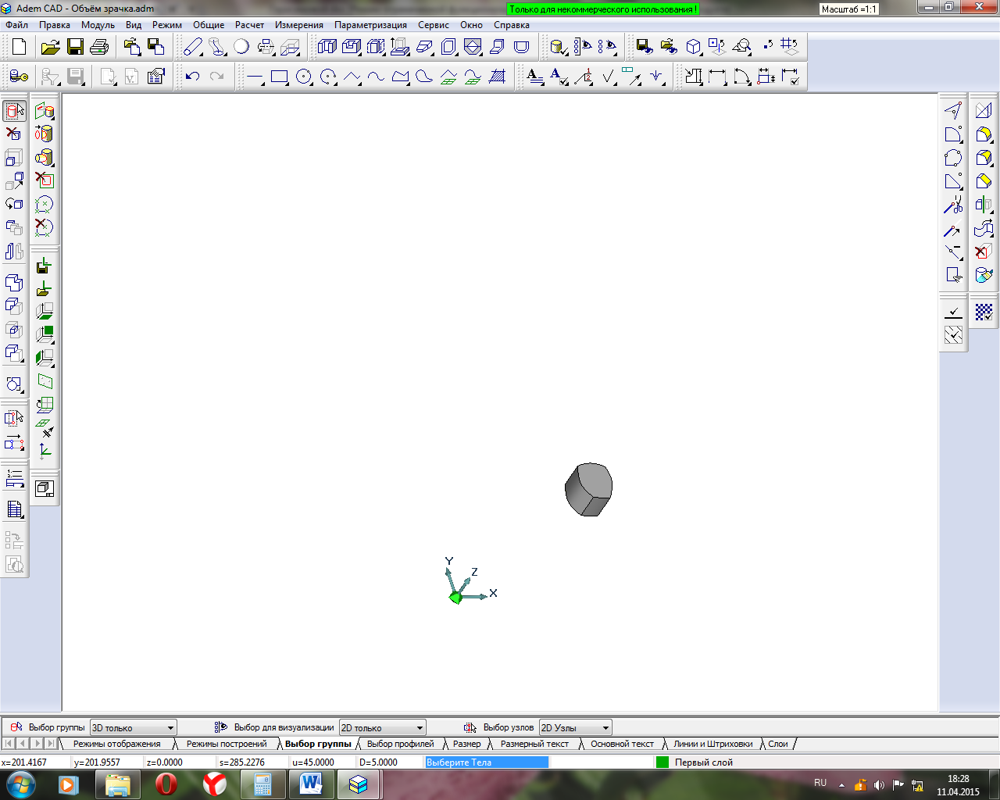 Adem CAD - Объём зрачка.adm
Только для некоммерческого использования !
Масштаб =1:1
Файл Правка Модуль Вид Режим Общие Расчет Измерения Параметризация Сервис Окно Справка
Y
Z
X
Выбор группы 3D только Выбор для визуализации 2D только Выбор узлов 2D Узлы
Режимы отображения Режимы построений Выбор группы Выбор профилей Размер Размерный текст Основной текст Линии и Штриховки Слои
x=201.4167 y=201.9557 z=0.0000 s=285.2276 u=45.0000 D=5.0000 Выберите Тела Первый слой
RU 18:28
11.04.2015